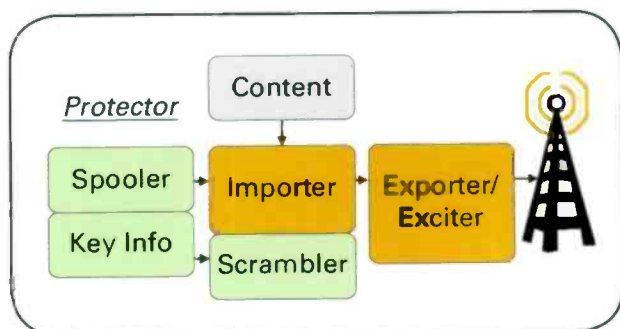 Content
Protector
Spooler
Importer
Exporter/
Exciter
Key Info
Scrambler